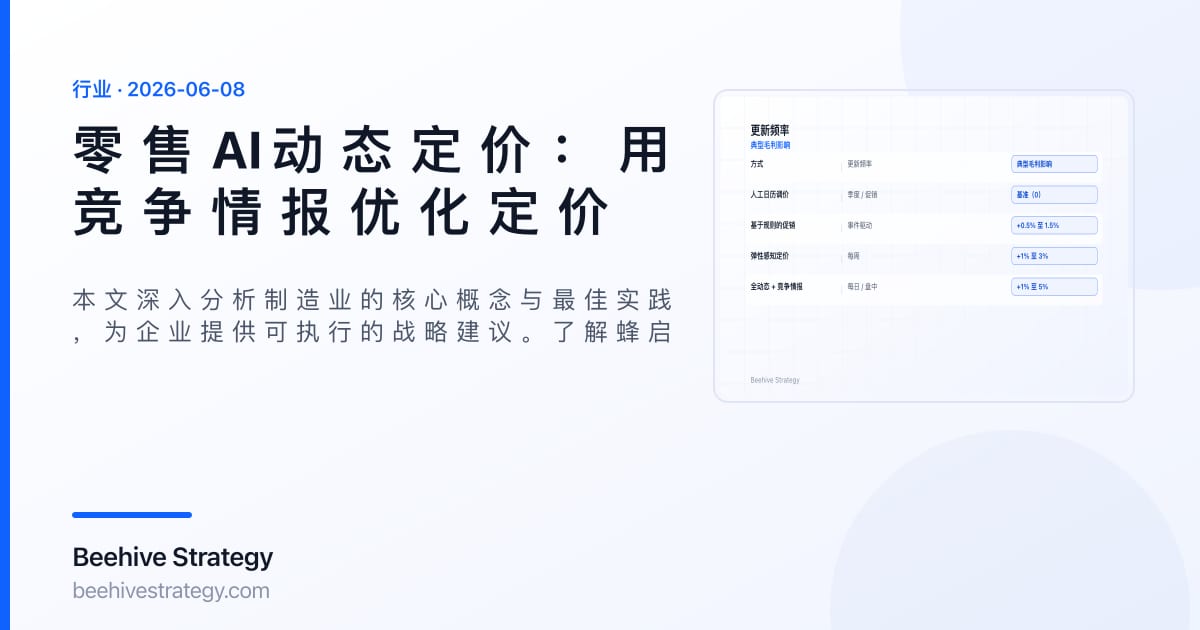 行业 · 2026-06-08
零售AI动态定价：用
竞争情报优化定价
本文深入分析制造业的核心概念与最佳实践
，为企业提供可执行的战略建议。了解蜂启
Beehive Strategy
beehivestrategy.com
更新频率
典型毛利影响
方式 更新频率 典型毛利影响
人工日历调价 季度 / 促销 基准（0）
基于规则的促销 事件驱动 +0.5% 至 1.5%
弹性感知定价 每周 +1% 至 3%
全动态 + 竞争情报 每日 / 盘中 +1% 至 5%
Beehive Strategy